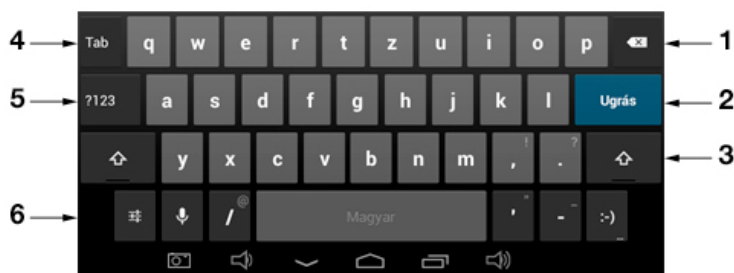 4 Tab q w e r t z u i o p 1
5 ?123 a s d f g h j k l Ugrás 2
y x c v b n m , ! . ? 3
6 / @ Magyar ' " - _ :-)